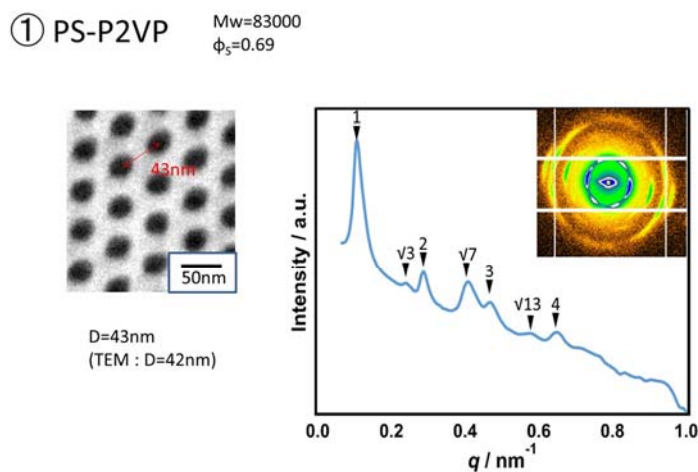 ① PS-P2VP
Mw=83000
ϕs=0.69
43nm
50nm
D=43nm
(TEM : D=42nm)
Intensity / a.u.
1
√3
2
√7
3
√13
4
0.0 0.2 0.4 0.6 0.8 1.0
q / nm⁻¹